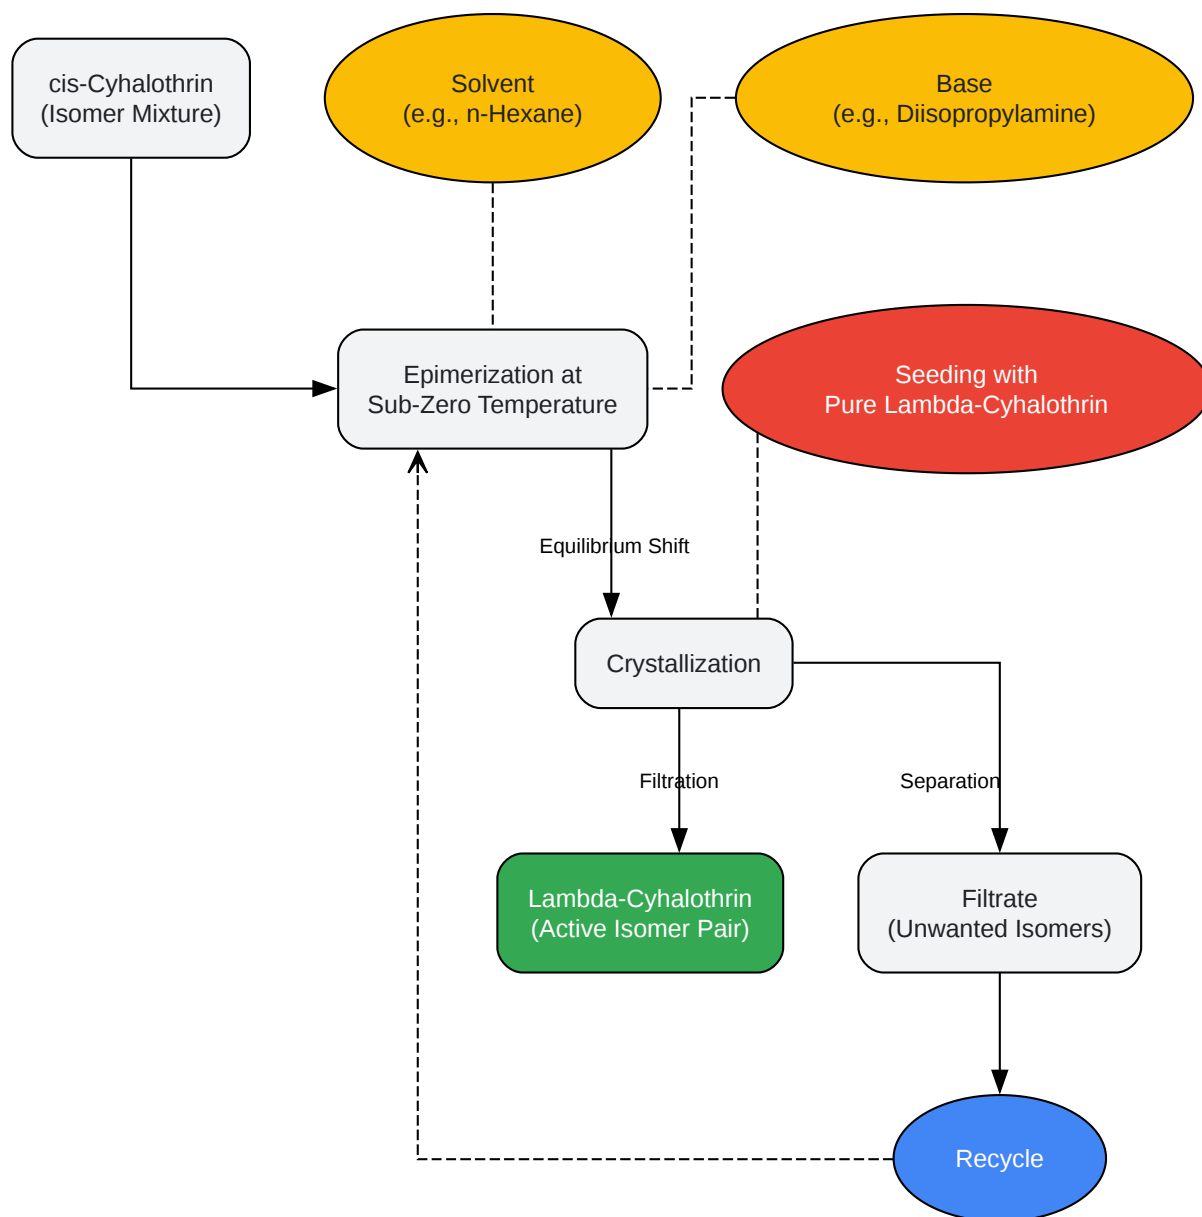 cis-Cyhalothrin
(Isomer Mixture)
Solvent
(e.g., n-Hexane)
Base
(e.g., Diisopropylamine)
Epimerization at
Sub-Zero Temperature
Seeding with
Pure Lambda-Cyhalothrin
Equilibrium Shift
Crystallization
Filtration
Separation
Lambda-Cyhalothrin
(Active Isomer Pair)
Filtrate
(Unwanted Isomers)
Recycle